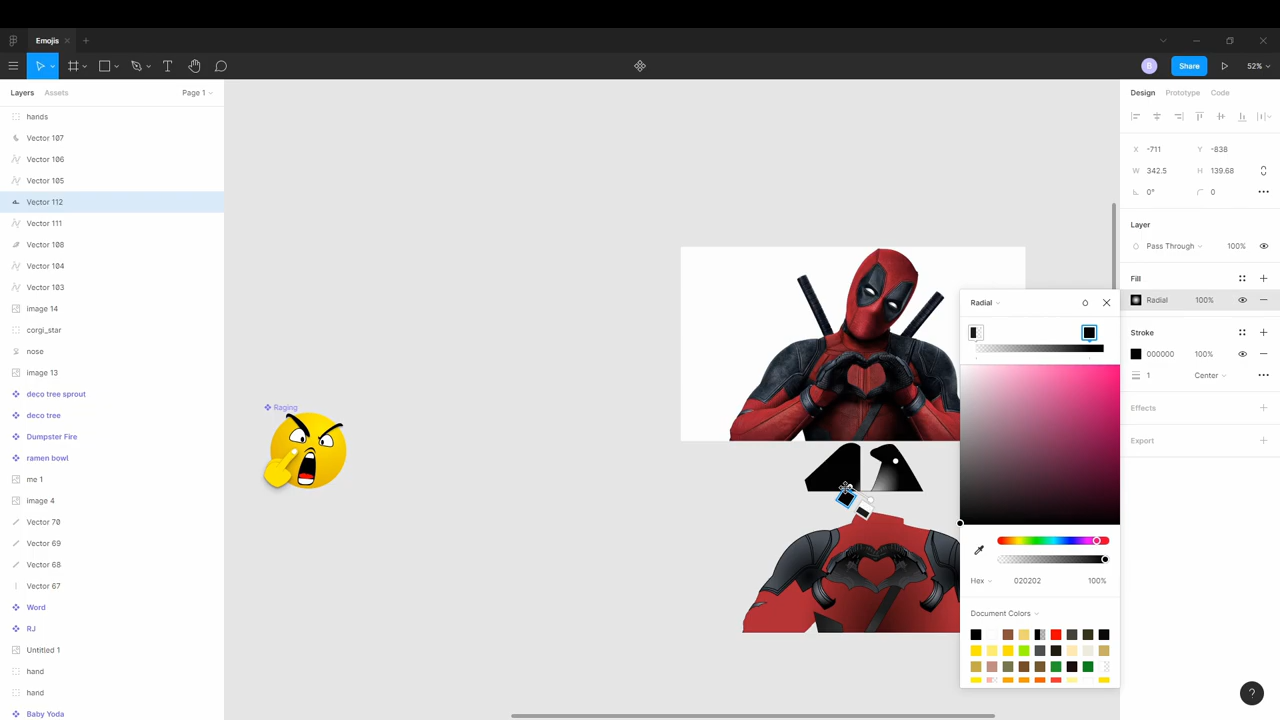 Emojis
B
Share
52%
Layers
Assets
Page 1
Design
Prototype
Code
hands
Vector 107
Vector 106
Vector 105
Vector 112
Vector 111
Vector 108
Vector 104
Vector 103
image 14
corgi_star
nose
image 13
deco tree sprout
deco tree
Dumpster Fire
ramen bowl
me 1
image 4
Vector 70
Vector 69
Vector 68
Vector 67
Word
RJ
Untitled 1
hand
hand
Baby Yoda
Raging
X -711
Y -838
W 342.5
H 139.68
0°
0
Layer
Pass Through
100%
Fill
Radial
100%
Stroke
000000
100%
1
Center
Effects
Export
Radial
Hex
020202
100%
Document Colors
?